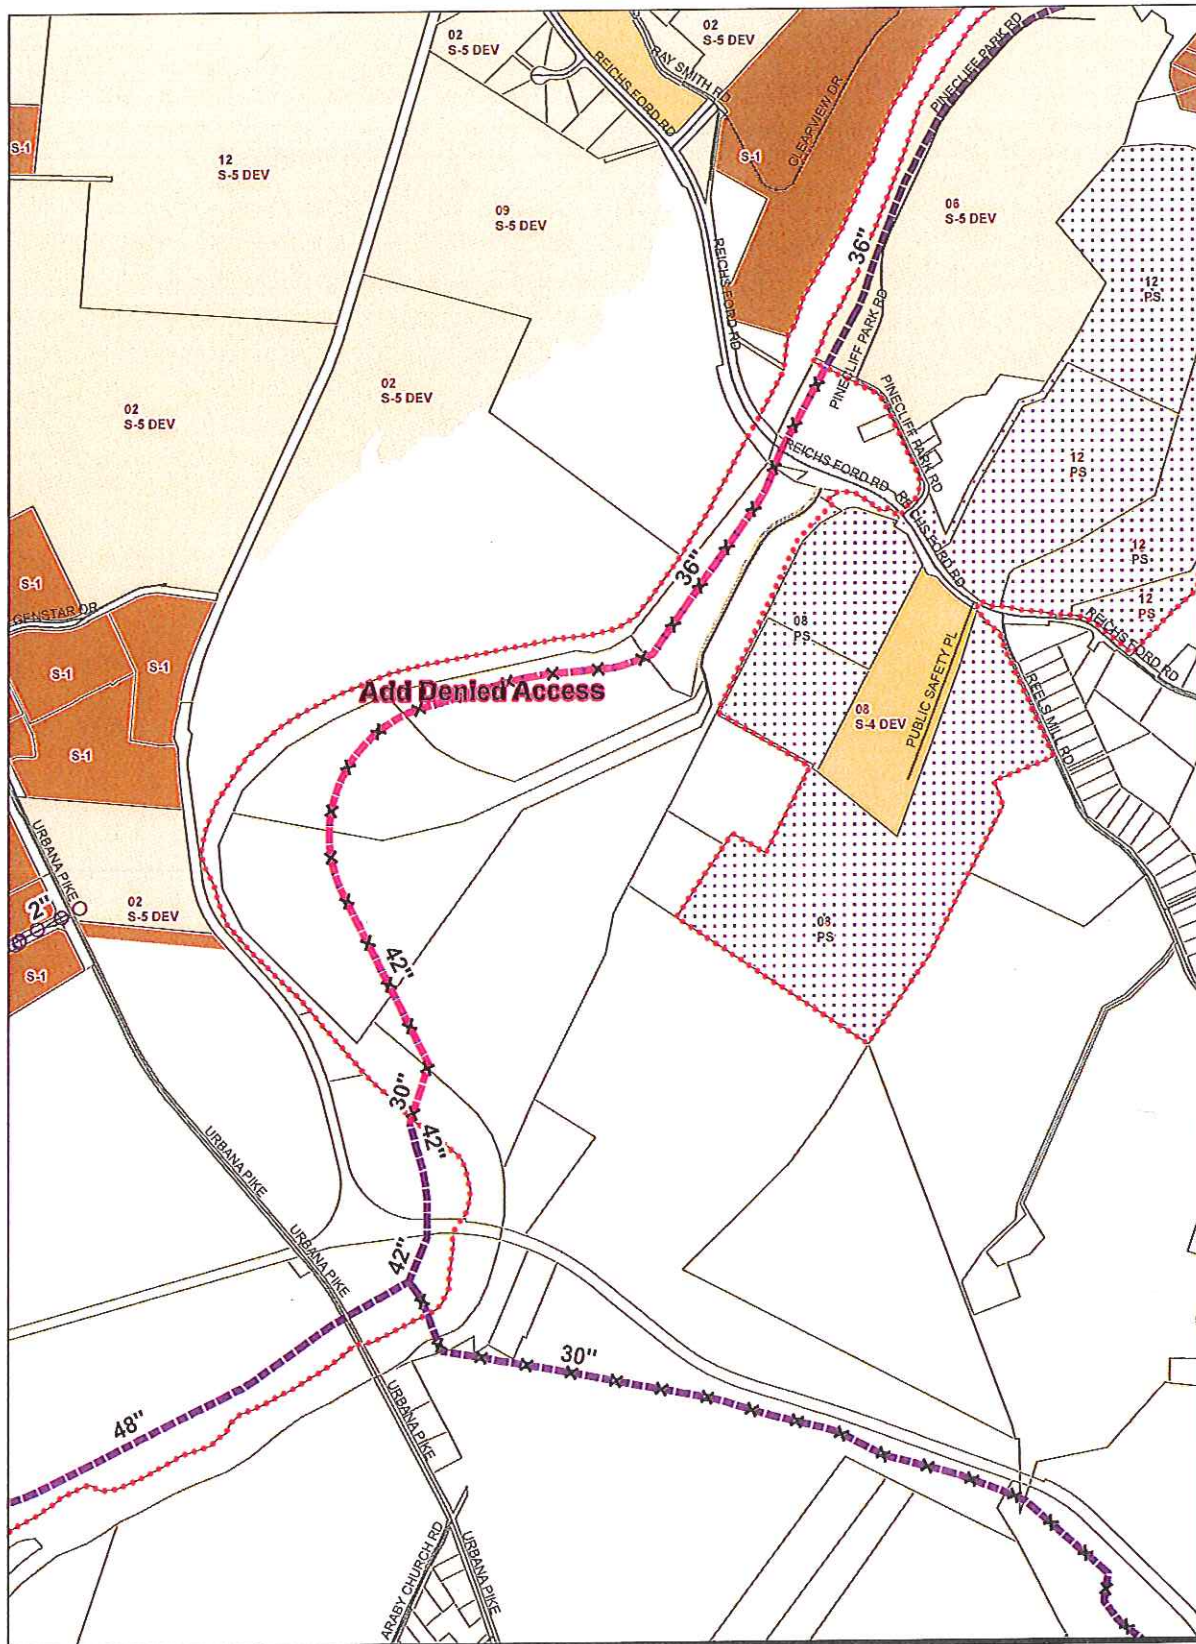 02
S-5 DEV
02
S-5 DEV
RAY SMITH RD
REICHS FORD RD
PINECLIFF PARK RD
CLEARVIEW DR
S-1
S-1
12
S-5 DEV
09
S-5 DEV
06
S-5 DEV
36"
REICHS FORD RD
12
PS
PINECLIFF PARK RD
02
S-5 DEV
02
S-5 DEV
PINECLIFF PARK RD
REICHS FORD RD
REICHS FORD RD
12
PS
36"
12
PS
12
PS
S-1
GENSTAR DR
08
PS
REICHS FORD RD
S-1
S-1
Add Denied Access
08
S-4 DEV
PUBLIC SAFETY PL
REELS MILL RD
S-1
URBANA PIKE
2"
02
S-5 DEV
08
PS
S-1
42"
30"
42"
URBANA PIKE
URBANA PIKE
42"
30"
48"
URBANA PIKE
ARABY CHURCH RD
URBANA PIKE